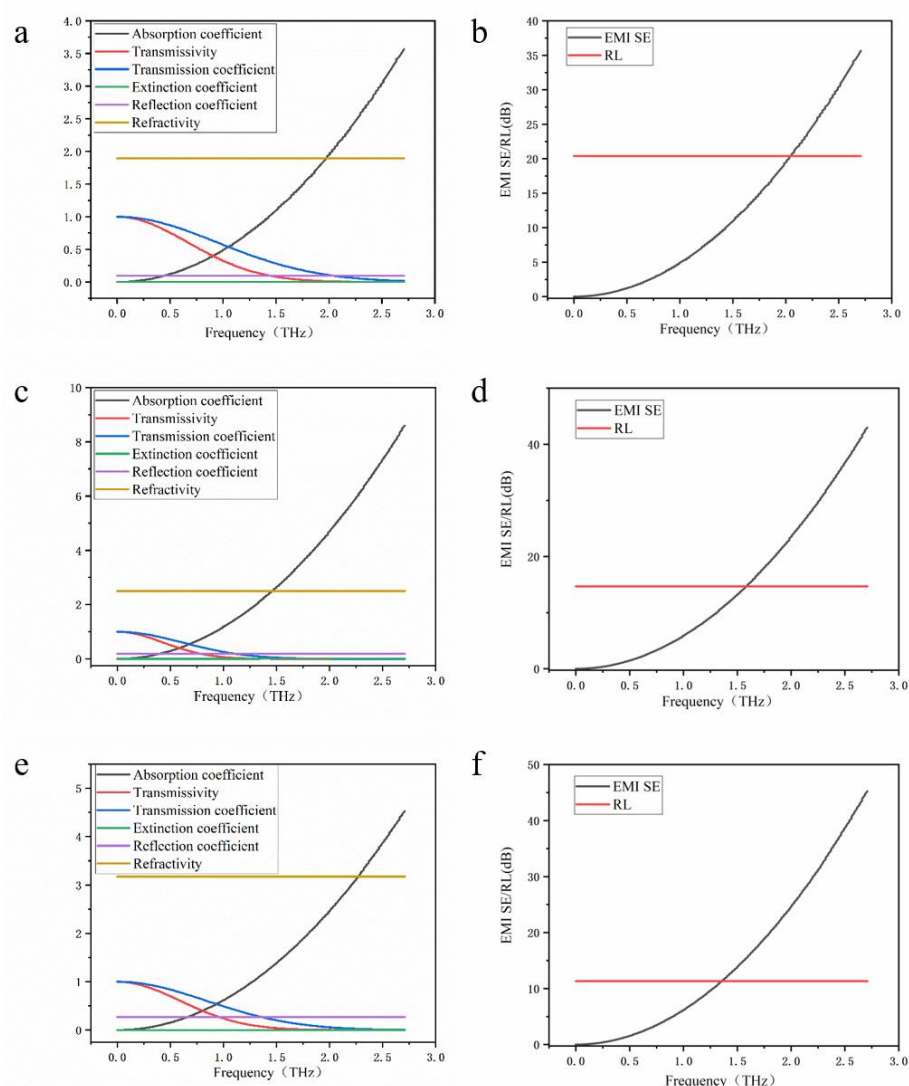 a
Absorption coefficient
Transmissivity
Transmission coefficient
Extinction coefficient
Reflection coefficient
Refractivity
4.0
3.5
3.0
2.5
2.0
1.5
1.0
0.5
0.0
0.0 0.5 1.0 1.5 2.0 2.5 3.0
Frequency（THz）
b
EMI SE
RL
EMI SE/RL(dB)
40
35
30
25
20
15
10
5
0
0.0 0.5 1.0 1.5 2.0 2.5 3.0
Frequency（THz）
c
Absorption coefficient
Transmissivity
Transmission coefficient
Extinction coefficient
Reflection coefficient
Refractivity
10
8
6
4
2
0
0.0 0.5 1.0 1.5 2.0 2.5 3.0
Frequency（THz）
d
EMI SE
RL
EMI SE/RL(dB)
40
20
0
0.0 0.5 1.0 1.5 2.0 2.5 3.0
Frequency（THz）
e
Absorption coefficient
Transmissivity
Transmission coefficient
Extinction coefficient
Reflection coefficient
Refractivity
5
4
3
2
1
0
0.0 0.5 1.0 1.5 2.0 2.5 3.0
Frequency（THz）
f
EMI SE
RL
EMI SE/RL(dB)
50
40
30
20
10
0
0.0 0.5 1.0 1.5 2.0 2.5 3.0
Frequency（THz）